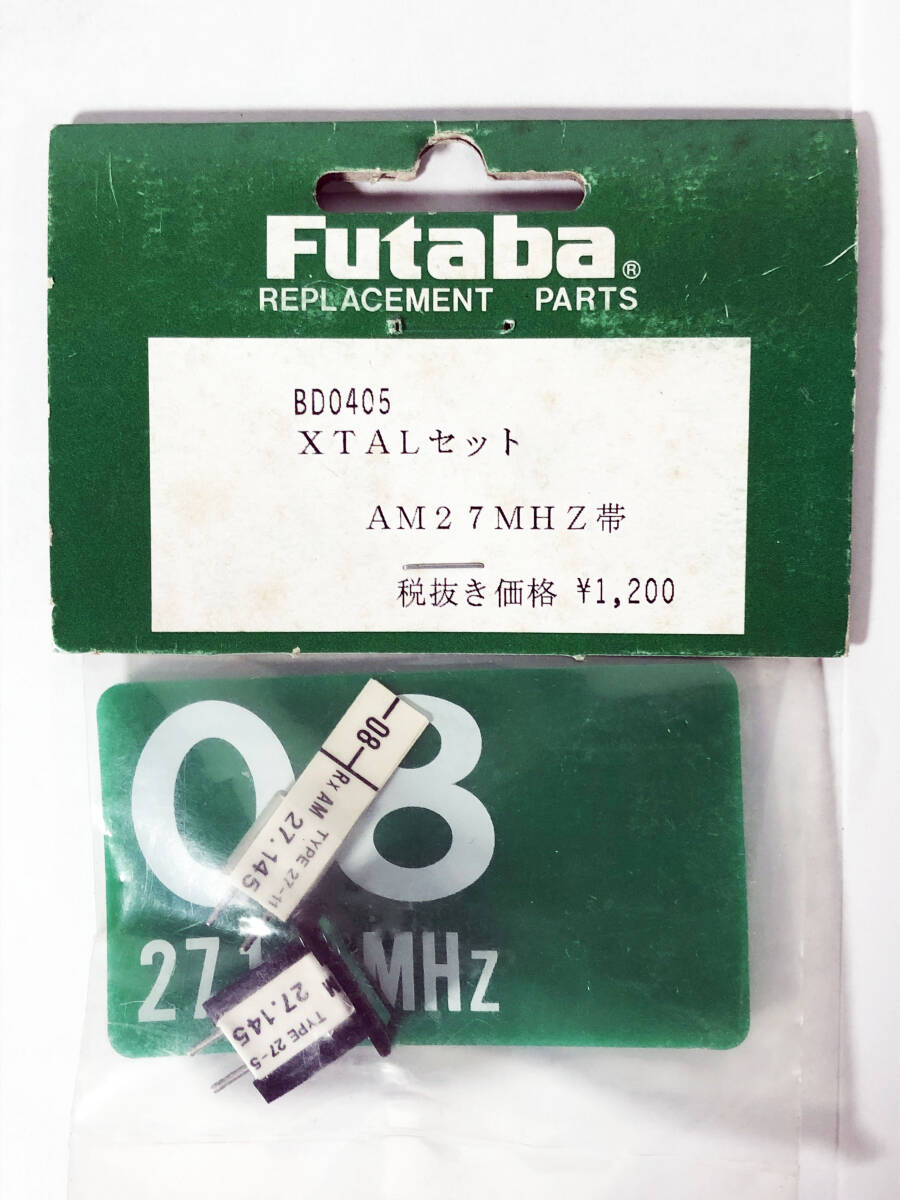 Futaba®
REPLACEMENT PARTS
BD0405
XTALセット
AM27MHZ帯
税抜き価格 ¥1,200
08
-08-
RX AM TYPE 27-11
27.145
MHz
TYPE 27-5
27.145